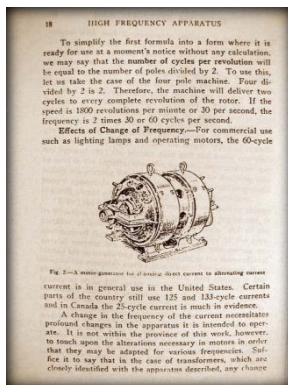 18 HIGH FREQUENCY APPARATUS
To simplify the first formula into a form where it is
ready for use at a moment's notice without any calculation,
we may say that the number of cycles per revolution will
be equal to the number of poles divided by 2. To use this,
let us take the case of the four pole machine. Four di-
vided by 2 is 2. Therefore, the machine will deliver two
cycles to every complete revolution of the rotor. If the
speed is 1800 revolutions per minute or 30 per second, the
frequency is 2 times 30 or 60 cycles per second.
Effects of Change of Frequency.—For commercial use
such as lighting lamps and operating motors, the 60-cycle
Fig. 2.—A motor-generator for changing direct current to alternating current
current is in general use in the United States. Certain
parts of the country still use 125 and 133-cycle currents
and in Canada the 25-cycle current is much in evidence.
A change in the frequency of the current necessitates
profound changes in the apparatus it is intended to oper-
ate. It is not within the province of this work, however,
to touch upon the alterations necessary in motors in order
that they may be adapted for various frequencies. Suf-
fice it to say that in the case of transformers, which are
closely identified with the apparatus described, any change